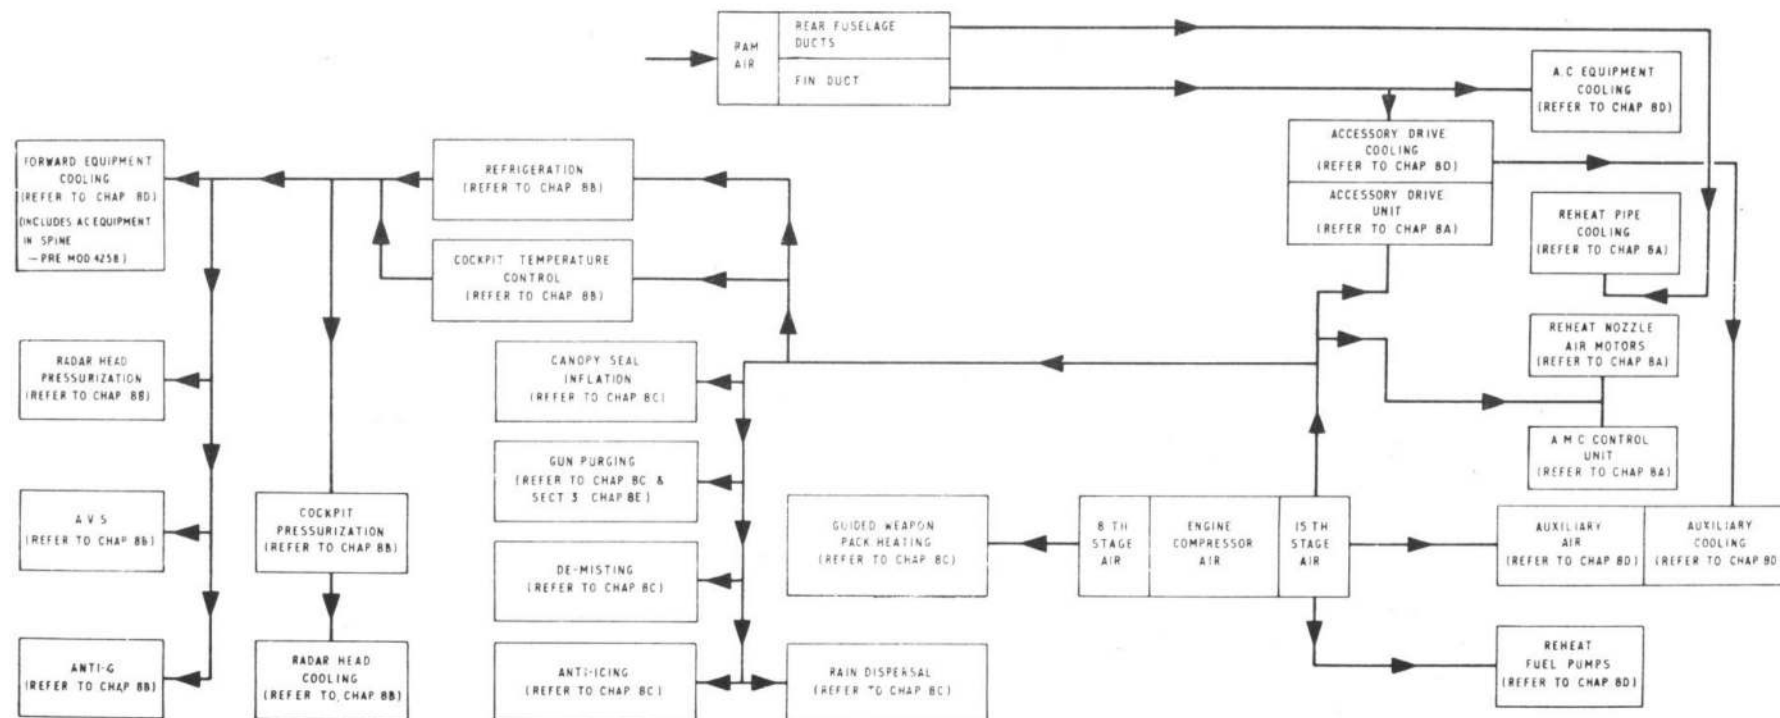 RAM
AIR
REAR FUSELAGE
DUCTS
FIN DUCT
A.C EQUIPMENT
COOLING
(REFER TO CHAP 8D)
ACCESSORY DRIVE
COOLING
(REFER TO CHAP 8D)
ACCESSORY DRIVE
UNIT
(REFER TO CHAP 8A)
REHEAT PIPE
COOLING
(REFER TO CHAP 8A)
FORWARD EQUIPMENT
COOLING
(REFER TO CHAP 8D)
(INCLUDES AC EQUIPMENT
IN SPINE
— PRE MOD 4258)
REFRIGERATION
(REFER TO CHAP 8B)
COCKPIT TEMPERATURE
CONTROL
(REFER TO CHAP 8B)
RADAR HEAD
PRESSURIZATION
(REFER TO CHAP 8B)
CANOPY SEAL
INFLATION
(REFER TO CHAP 8C)
REHEAT NOZZLE
AIR MOTORS
(REFER TO CHAP 8A)
GUN PURGING
(REFER TO CHAP 8C &
SECT 3 CHAP 8E)
A M C CONTROL
UNIT
(REFER TO CHAP 8A)
A V S
(REFER TO CHAP 8B)
COCKPIT
PRESSURIZATION
(REFER TO CHAP 8B)
DE-MISTING
(REFER TO CHAP 8C)
GUIDED WEAPON
PACK HEATING
(REFER TO CHAP 8C)
8 TH
STAGE
AIR
ENGINE
COMPRESSOR
AIR
15TH
STAGE
AIR
AUXILIARY
AIR
(REFER TO CHAP 8D)
AUXILIARY
COOLING
(REFER TO CHAP 8D
ANTI-G
(REFER TO CHAP 8B)
RADAR HEAD
COOLING
(REFER TO CHAP 8B)
ANTI-ICING
(REFER TO CHAP 8C)
RAIN DISPERSAL
(REFER TO CHAP 8C)
REHEAT
FUEL PUMPS
(REFER TO CHAP 8D)